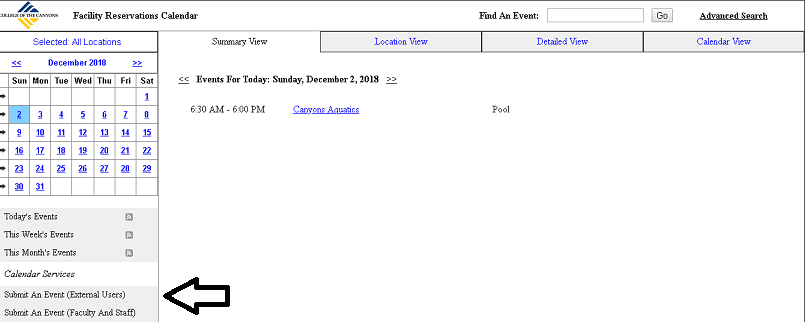 COLLEGE OF THE CANYONS Facility Reservations Calendar Find An Event: Go Advanced Search
Selected: All Locations Summary View Location View Detailed View Calendar View
<< December 2018 >>
Sun Mon Tue Wed Thu Fri Sat
1
2 3 4 5 6 7 8
9 10 11 12 13 14 15
16 17 18 19 20 21 22
23 24 25 26 27 28 29
30 31
<< Events For Today: Sunday, December 2, 2018 >>
6:30 AM - 6:00 PM Canyons Aquatics Pool
Today's Events
This Week's Events
This Month's Events
Calendar Services
Submit An Event (External Users)
Submit An Event (Faculty And Staff)